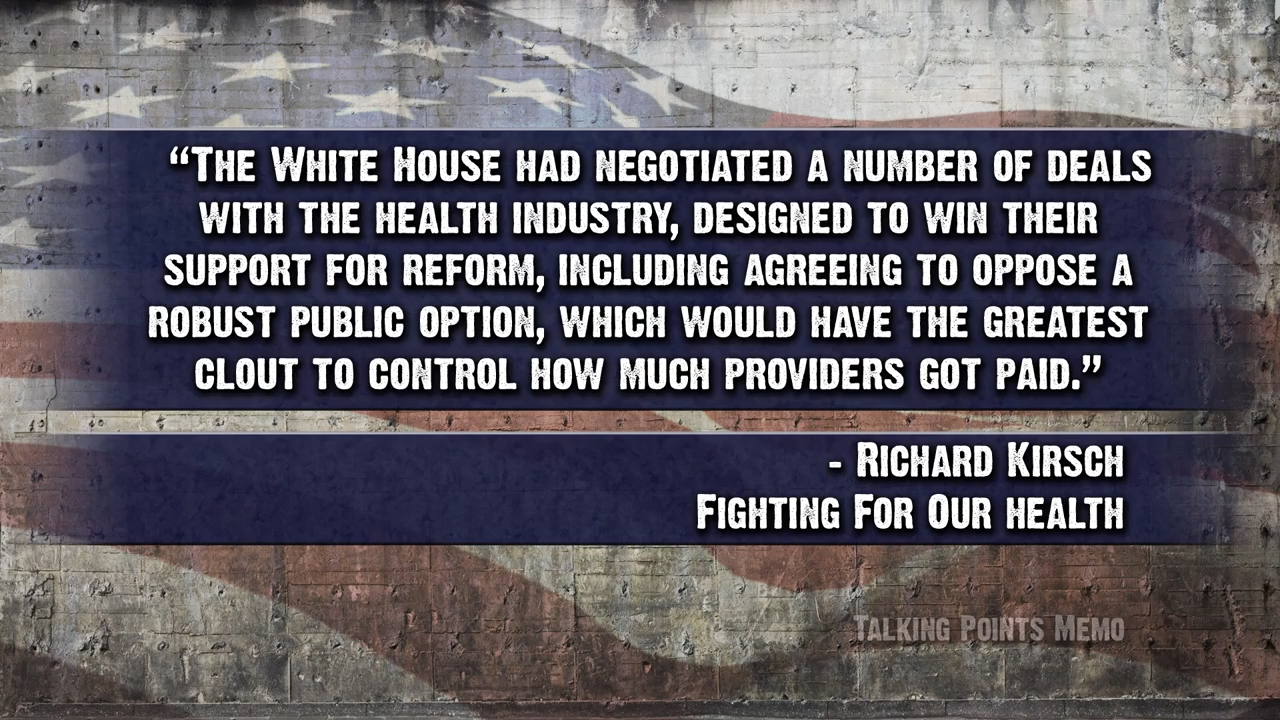 “The White House had negotiated a number of deals
with the health industry, designed to win their
support for reform, including agreeing to oppose a
robust public option, which would have the greatest
clout to control how much providers got paid.”
- Richard Kirsch
Fighting For Our health
Talking Points Memo